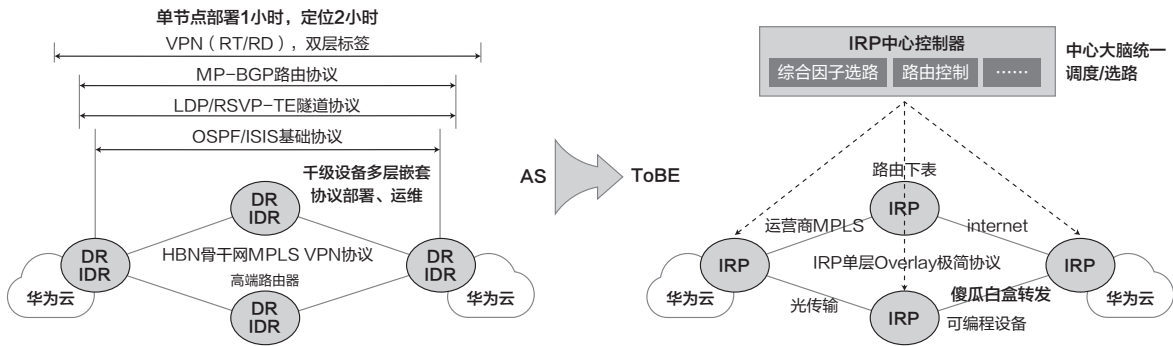 单节点部署1小时，定位2小时
VPN（RT/RD），双层标签
MP-BGP路由协议
LDP/RSVP-TE隧道协议
OSPF/ISIS基础协议
千级设备多层嵌套
协议部署、运维
DR
IDR
DR
IDR
HBN骨干网MPLS VPN协议
DR
IDR
高端路由器
DR
IDR
华为云
华为云
AS
ToBE
IRP中心控制器
综合因子选路
路由控制
……
中心大脑统一
调度/选路
路由下表
IRP
运营商MPLS
internet
IRP
IRP单层Overlay极简协议
IRP
光传输
IRP
傻瓜白盒转发
可编程设备
华为云
华为云